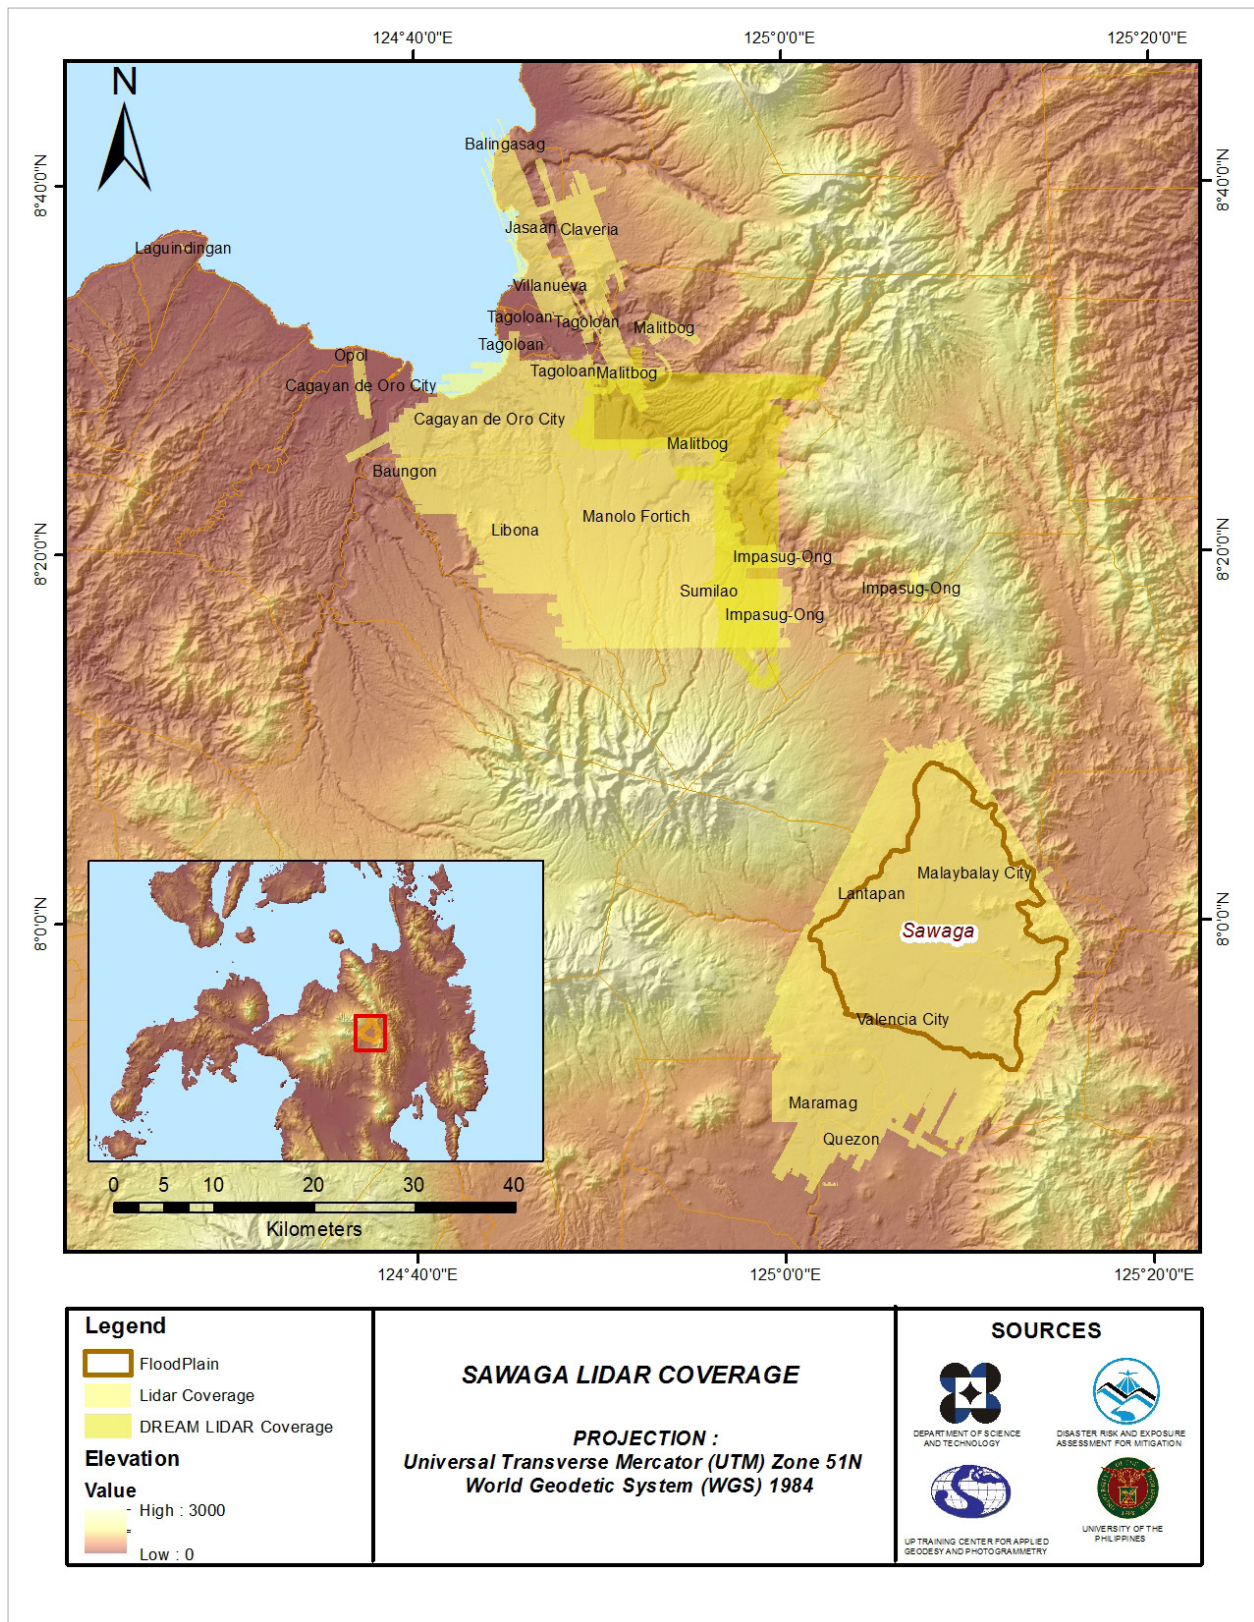 124°40'0"E
125°0'0"E
125°20'0"E
N
8°40'0"N
8°40'0"N
Balingasag
Jasaan
Claveria
Laguindingan
Villanueva
Tagoloan
Tagoloan
Malitbog
Tagoloan
Opol
Tagoloan
Malitbog
Cagayan de Oro City
Cagayan de Oro City
Malitbog
Baungon
Manolo Fortich
Libona
8°20'0"N
8°20'0"N
Impasug-Ong
Sumilao
Impasug-Ong
Impasug-Ong
Malaybalay City
Lantapan
8°0'0"N
8°0'0"N
Sawaga
Valencia City
Maramag
Quezon
0 5 10 20 30 40
Kilometers
124°40'0"E
125°0'0"E
125°20'0"E
Legend
FloodPlain
Lidar Coverage
DREAM LIDAR Coverage
Elevation
Value
High : 3000
Low : 0
SAWAGA LIDAR COVERAGE
PROJECTION :
Universal Transverse Mercator (UTM) Zone 51N
World Geodetic System (WGS) 1984
SOURCES
DEPARTMENT OF SCIENCE
AND TECHNOLOGY
DISASTER RISK AND EXPOSURE
ASSESSMENT FOR MITIGATION
UP TRAINING CENTER FOR APPLIED
GEODESY AND PHOTOGRAMMETRY
UNIVERSITY OF THE
PHILIPPINES